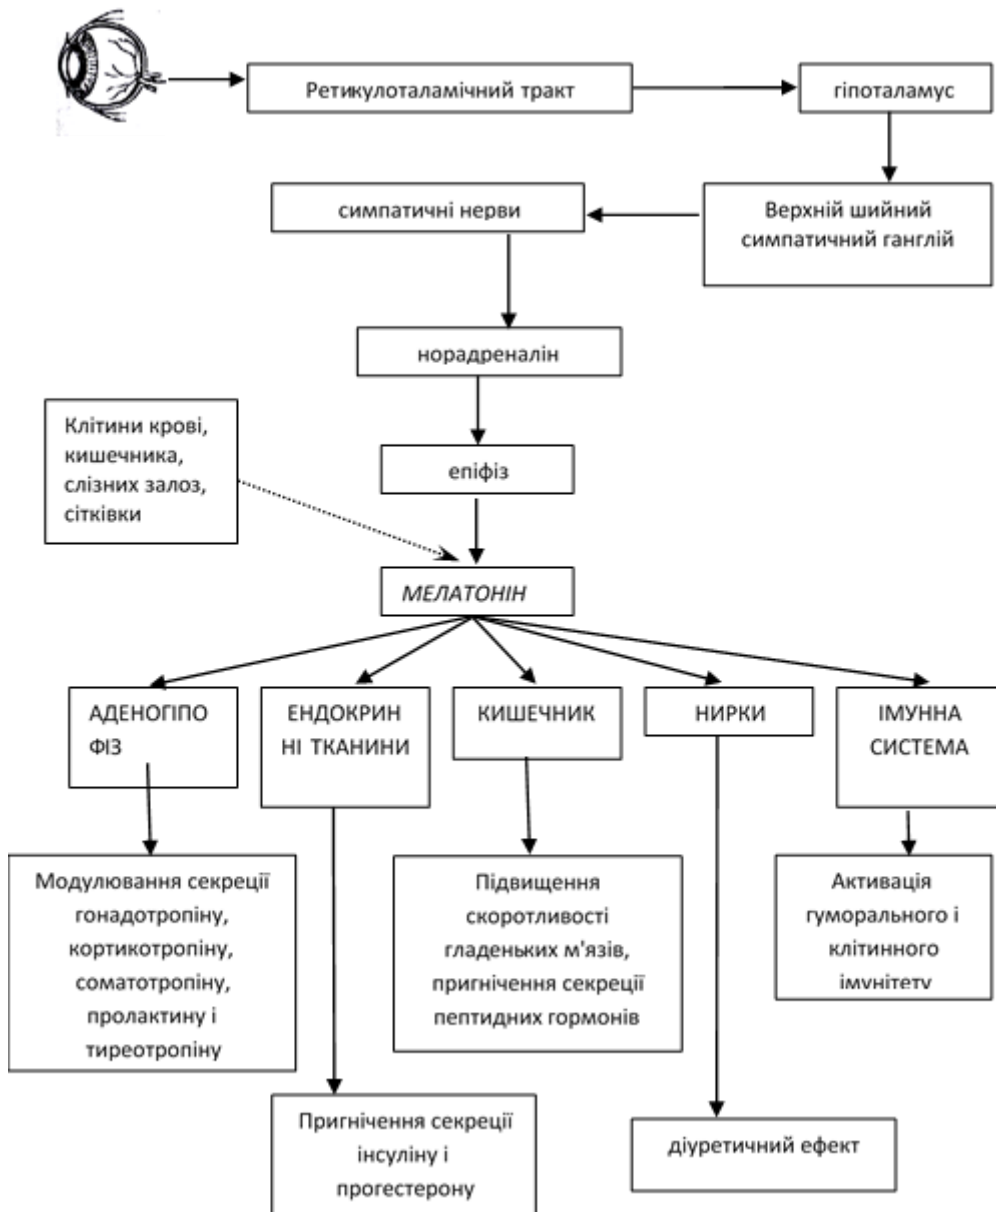 Ретикулоталамічний тракт
гіпоталамус
симпатичні нерви
Верхній шийний
симпатичний ганглій
норадреналін
Клітини крові,
кишечника,
слізних залоз,
сітківки
епіфіз
МЕЛАТОНІН
АДЕНОГІПО
ФІЗ
ЕНДОКРИН
НІ ТКАНИНИ
КИШЕЧНИК
НИРКИ
ІМУННА
СИСТЕМА
Модулювання секреції
гонадотропіну,
кортикотропіну,
соматотропіну,
пролактину і
тиреотропіну
Підвищення
скоротливості
гладеньких м'язів,
пригнічення секреції
пептидних гормонів
Активація
гуморального і
клітинного
імунітету
Пригнічення секреції
інсуліну і
прогестерону
діуретичний ефект